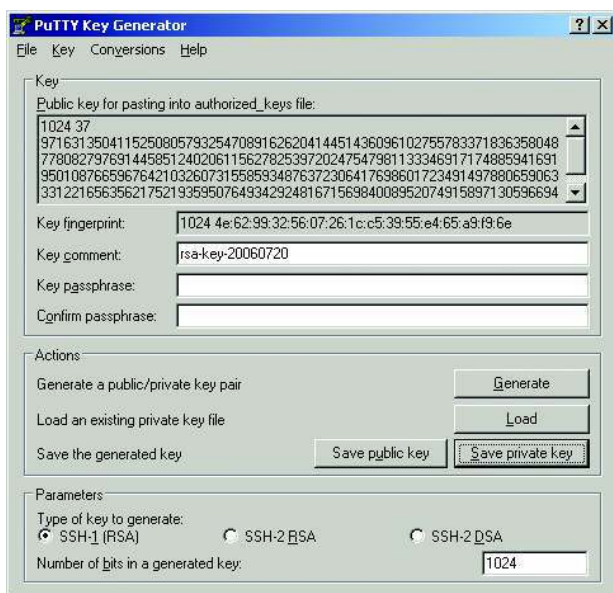 PuTTY Key Generator
File Key Conversions Help
Key
Public key for pasting into authorized_keys file:
1024 37
97163135041152508057932547089162620414451436096102755783371836358048
778082797691445851240206115627825397202475479811333469171748859416 91
950108766596764210326073155859348763723064176986017234914978806590 63
331221656356217521935950764934292481671569840089520749158971305966 94
Key fingerprint: 1024 4e:62:99:32:56:07:26:1c:c5:39:55:e4:65:a9:f9:6e
Key comment: rsa-key-20060720
Key passphrase:
Confirm passphrase:
Actions
Generate a public/private key pair Generate
Load an existing private key file Load
Save the generated key Save public key Save private key
Parameters
Type of key to generate:
SSH-1 (RSA) SSH-2 RSA SSH-2 DSA
Number of bits in a generated key: 1024